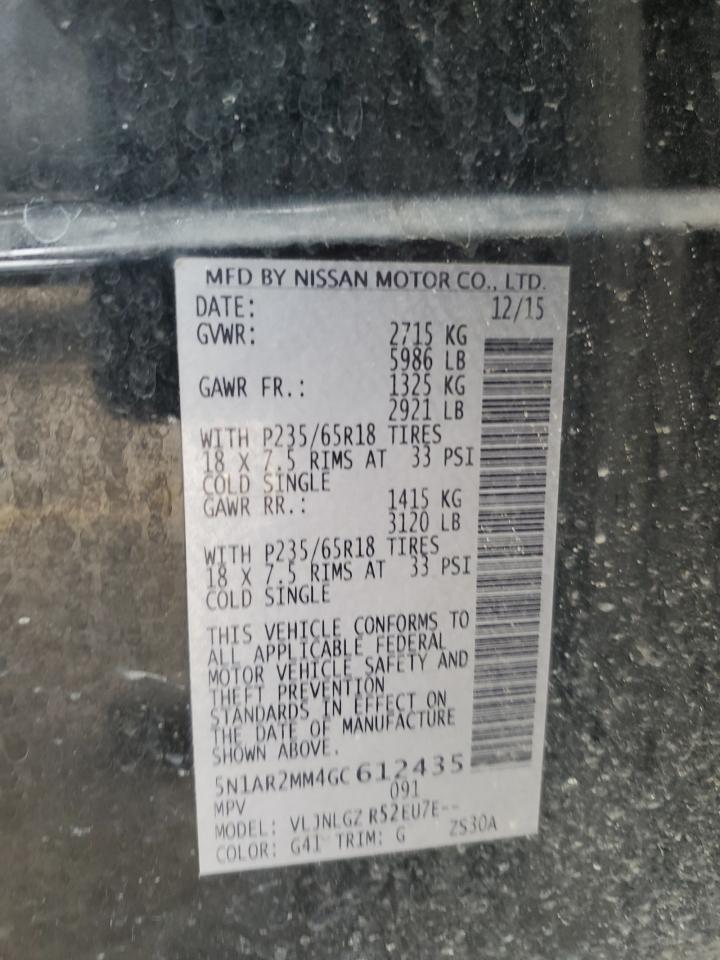 MFD BY NISSAN MOTOR CO., LTD.
DATE: 12/15
GVWR: 2715 KG
5986 LB
GAWR FR.: 1325 KG
2921 LB
WITH P235/65R18 TIRES
18 X 7.5 RIMS AT 33 PSI
COLD SINGLE
GAWR RR.: 1415 KG
3120 LB
WITH P235/65R18 TIRES
18 X 7.5 RIMS AT 33 PSI
COLD SINGLE
THIS VEHICLE CONFORMS TO
ALL APPLICABLE FEDERAL
MOTOR VEHICLE SAFETY AND
THEFT PREVENTION
STANDARDS IN EFFECT ON
THE DATE OF MANUFACTURE
SHOWN ABOVE.
5N1AR2MM4GC612435
MPV 091
MODEL: VLJNLGZ R52EU7E--
COLOR: G41 TRIM: G ZS30A